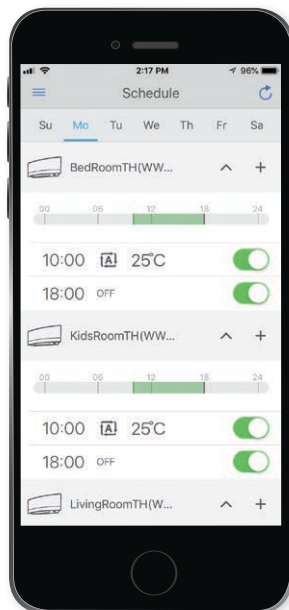 2:17 PM
96%
Schedule
Su Mo Tu We Th Fr Sa
BedRoomTH(WW...
00 06 12 18 24
10:00 A 25°C
18:00 OFF
KidsRoomTH(WW...
00 06 12 18 24
10:00 A 25°C
18:00 OFF
LivingRoomTH(W...